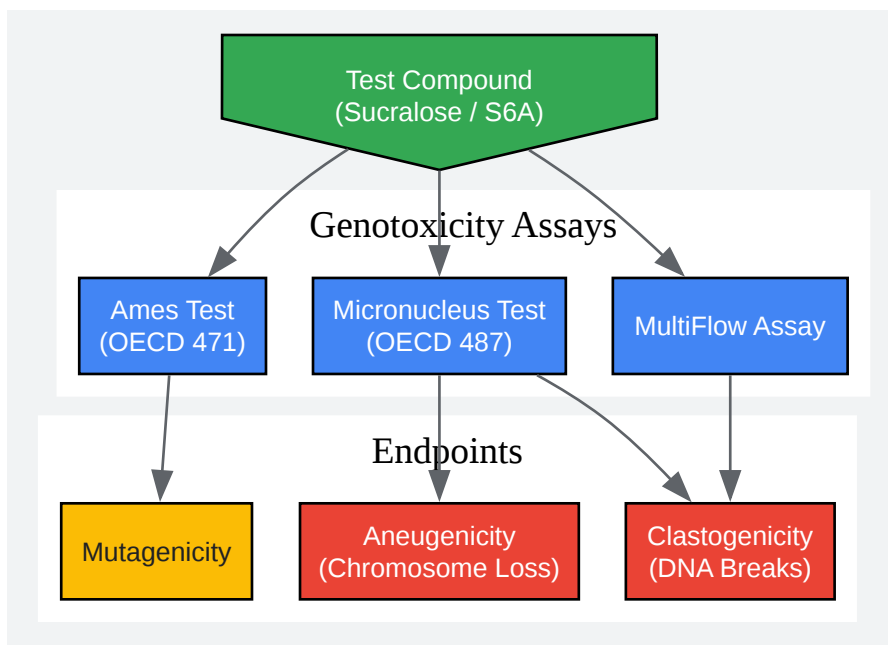 Test Compound
(Sucralose / S6A)
Genotoxicity Assays
Ames Test
(OECD 471)
Micronucleus Test
(OECD 487)
MultiFlow Assay
Endpoints
Mutagenicity
Aneugenicity
(Chromosome Loss)
Clastogenicity
(DNA Breaks)